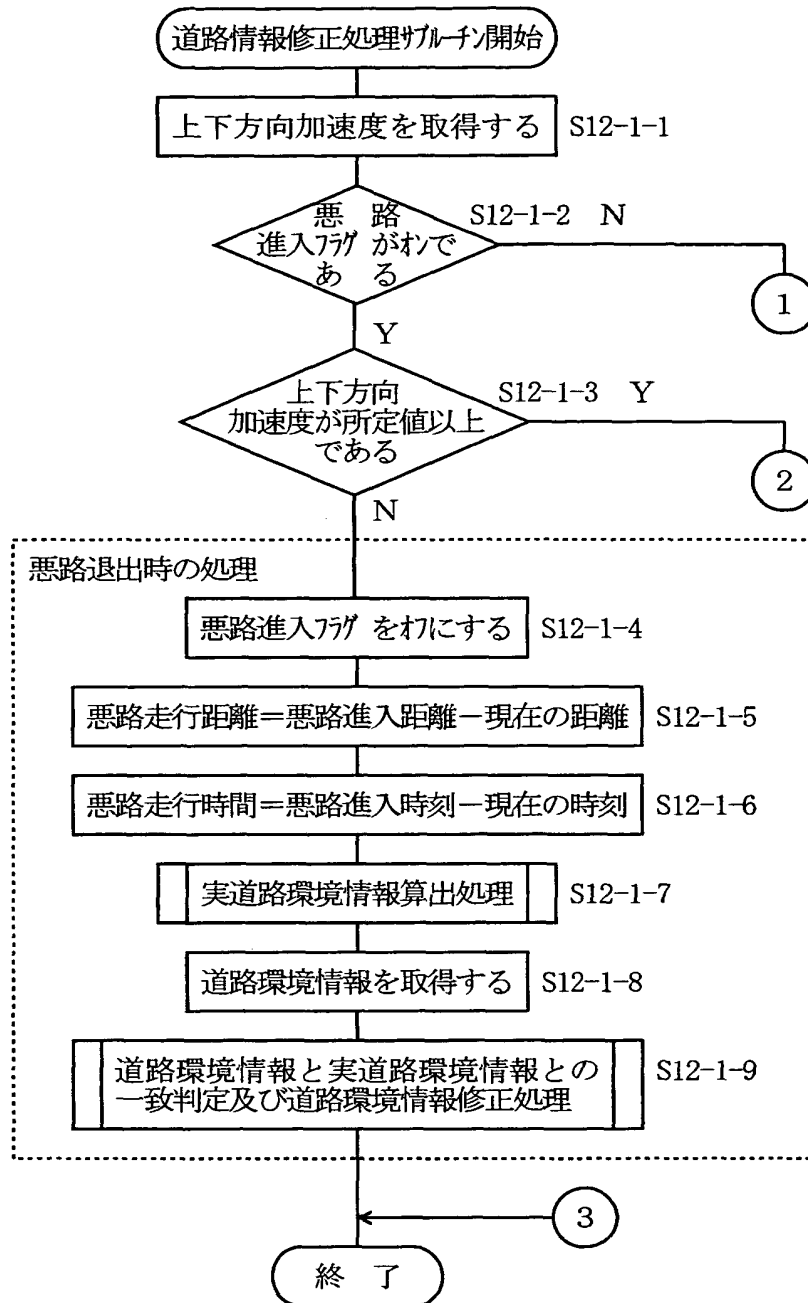 道路情報修正処理ｻﾌﾞﾙｰﾁﾝ開始
上下方向加速度を取得する S12-1-1
悪 路
進入ﾌﾗｸﾞがｵﾝで
あ る
S12-1-2 N
1
Y
上下方向
加速度が所定値以上
である
S12-1-3 Y
2
N
悪路退出時の処理
悪路進入ﾌﾗｸﾞをｵﾌにする S12-1-4
悪路走行距離＝悪路進入距離－現在の距離 S12-1-5
悪路走行時間＝悪路進入時刻－現在の時刻 S12-1-6
実道路環境情報算出処理 S12-1-7
道路環境情報を取得する S12-1-8
道路環境情報と実道路環境情報との
一致判定及び道路環境情報修正処理
S12-1-9
3
終 了